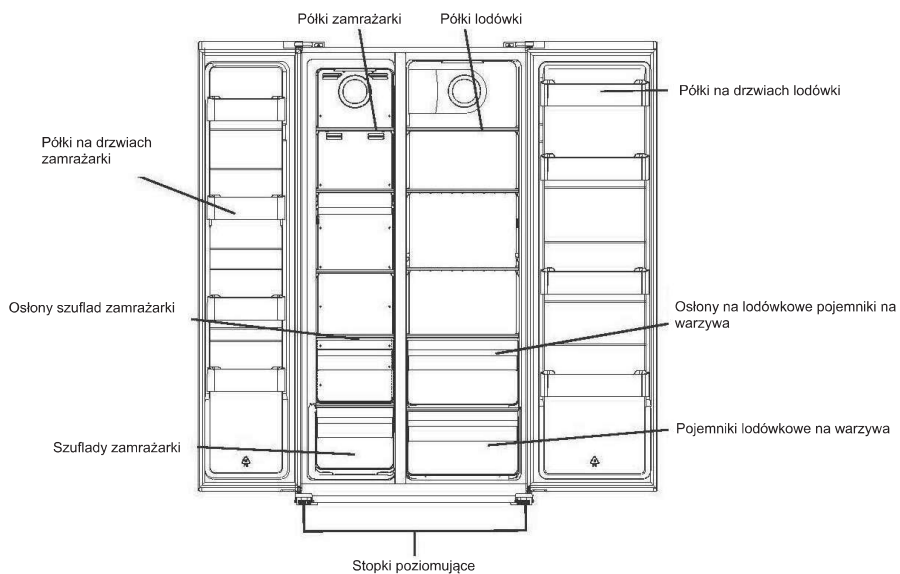 Półki zamrażarki
Półki lodówki
Półki na drzwiach lodówki
Półki na drzwiach
zamrażarki
Osłony szuflad zamrażarki
Osłony na lodówkowe pojemniki na
warzywa
Szuflady zamrażarki
Pojemniki lodówkowe na warzywa
Stopki poziomujące